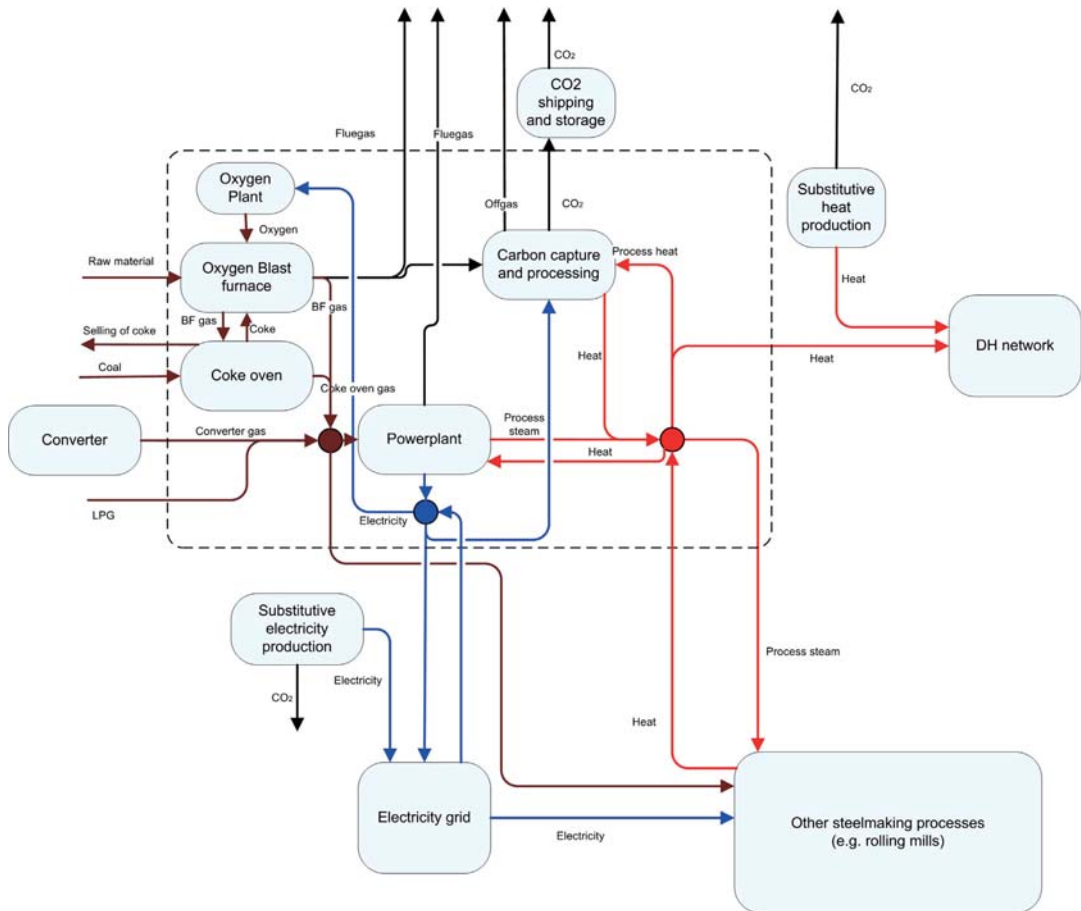 CO₂
CO2
shipping
and storage
CO₂
Fluegas
Fluegas
Oxygen
Plant
Substitutive
heat
production
Offgas
CO₂
Oxygen
Raw material
Oxygen Blast
furnace
Carbon capture
and processing
Process heat
Heat
BF gas
BF gas
Selling of coke
Coke
Coal
Coke oven
Coke oven gas
Heat
Heat
DH network
Converter
Converter gas
Powerplant
Process
steam
Heat
LPG
Electricity
Substitutive
electricity
production
CO₂
Electricity
Process steam
Heat
Electricity grid
Electricity
Other steelmaking processes
(e.g. rolling mills)